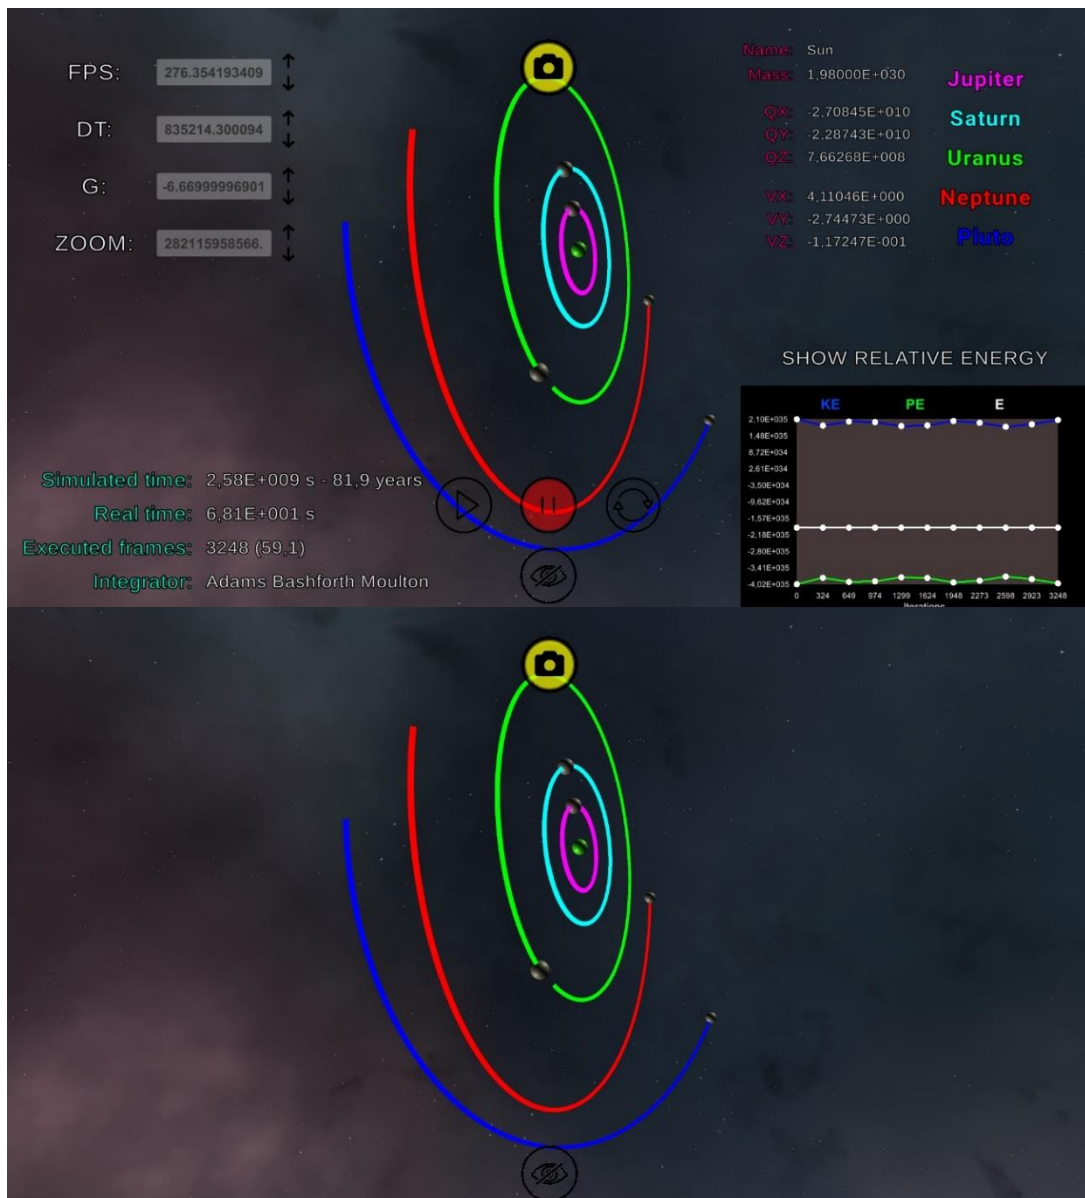 FPS: 276.354193409
DT: 835214.300094
G: -6.66999996901
ZOOM: 282115958566.
Name: Sun
Mass: 1,98000E+030
QX: -2,70845E+010
QY: -2,28743E+010
QZ: 7,66268E+008
VX: 4,11046E+000
VY: -2,74473E+000
VZ: -1,17247E-001
Jupiter
Saturn
Uranus
Neptune
Pluto
SHOW RELATIVE ENERGY
KE PE E
2,10E+035
1,48E+035
8,72E+034
2,61E+034
-3,50E+034
-9,62E+034
-1,57E+035
-2,18E+035
-2,80E+035
-3,41E+035
-4,02E+035
0 324 649 974 1299 1624 1948 2273 2598 2923 3248
Iterations
Simulated time: 2,58E+009 s - 81,9 years
Real time: 6,81E+001 s
Executed frames: 3248 (59,1)
Integrator: Adams Bashforth Moulton